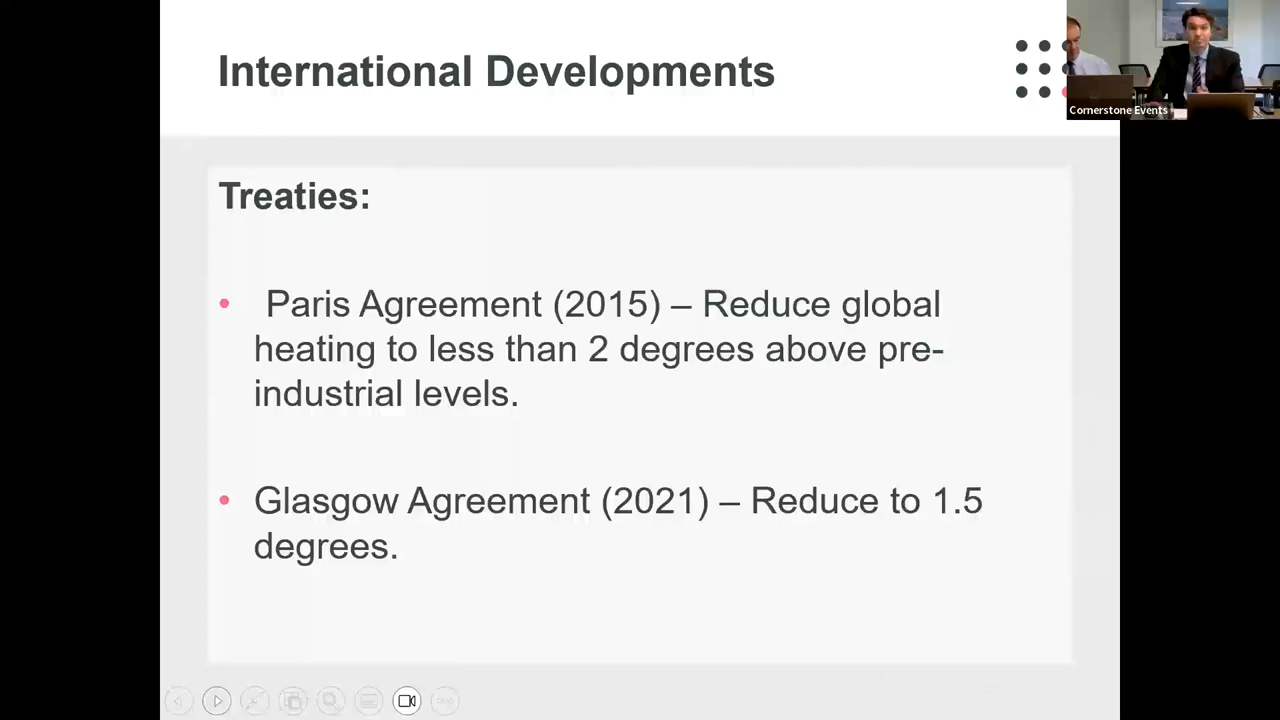 International Developments
Cornerstone Events
Treaties:
• Paris Agreement (2015) – Reduce global
heating to less than 2 degrees above pre-
industrial levels.
• Glasgow Agreement (2021) – Reduce to 1.5
degrees.